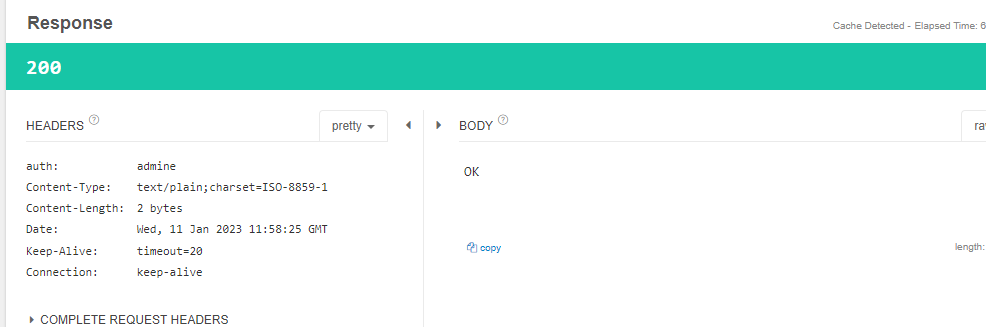 Response
Cache Detected - Elapsed Time: 6
200
HEADERS ?
pretty
BODY ?
auth: admine
Content-Type: text/plain;charset=ISO-8859-1
Content-Length: 2 bytes
Date: Wed, 11 Jan 2023 11:58:25 GMT
Keep-Alive: timeout=20
Connection: keep-alive
COMPLETE REQUEST HEADERS
OK
copy
length: